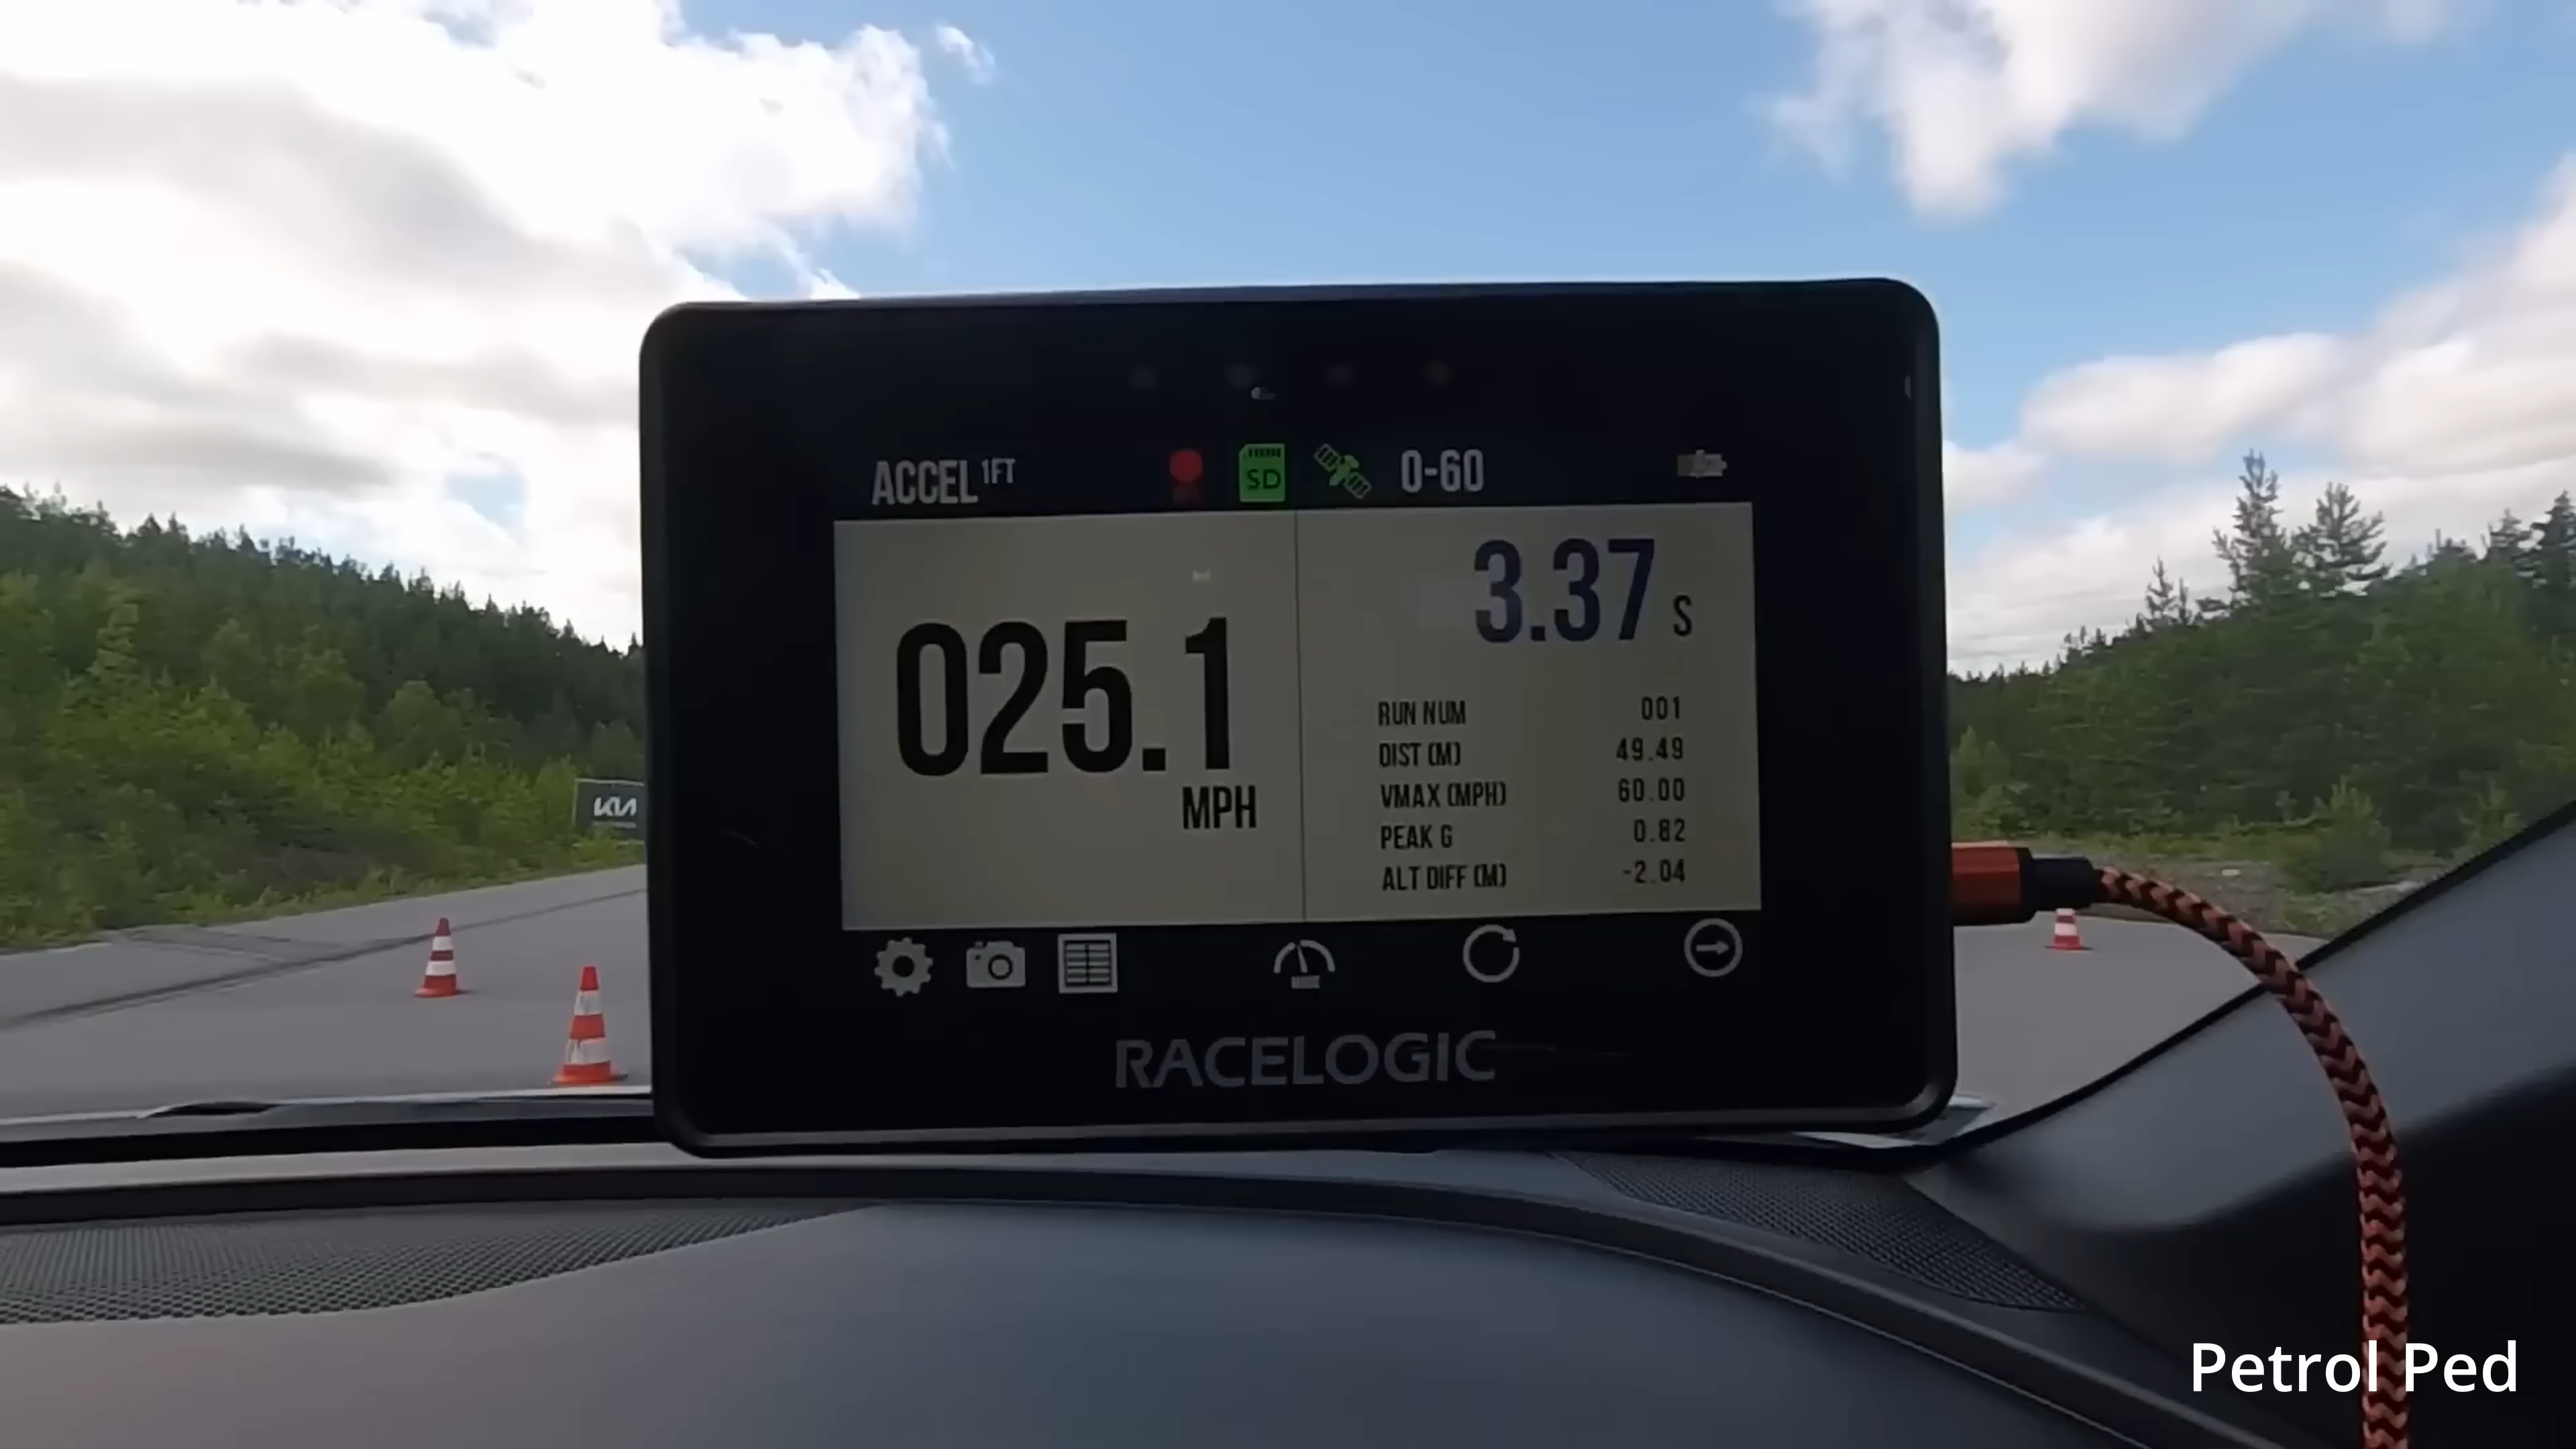 ACCEL 1FT
SD
0-60
025.1
MPH
3.37 S
RUN NUM 001
DIST (M) 49.49
VMAX (MPH) 60.00
PEAK G 0.82
ALT DIFF (M) -2.04
RACELOGIC
KIA
Petrol Ped